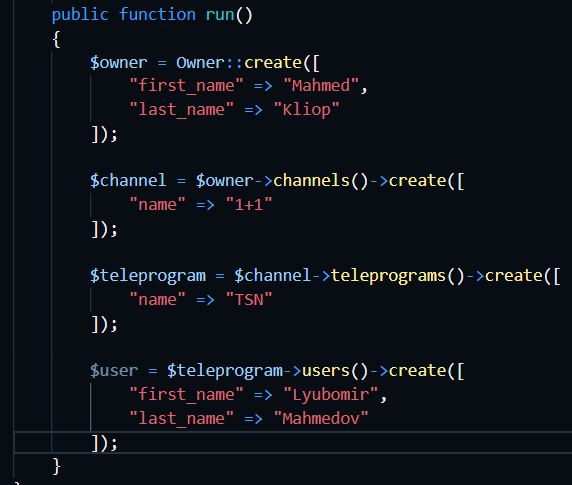 public function run()
{
$owner = Owner::create([
"first_name" => "Mahmed",
"last_name" => "Kliop"
]);
$channel = $owner->channels()->create([
"name" => "1+1"
]);
$teleprogram = $channel->teleprograms()->create([
"name" => "TSN"
]);
$user = $teleprogram->users()->create([
"first_name" => "Lyubomir",
"last_name" => "Mahmedov"
]);
}